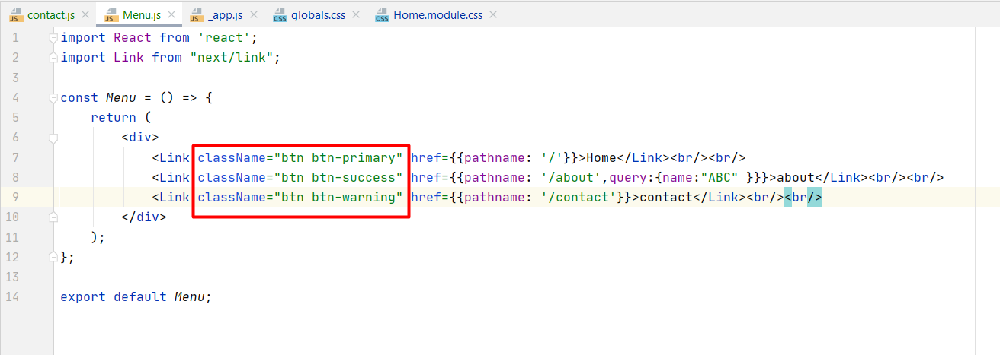 contact.js Menu.js _app.js globals.css Home.module.css
1 import React from 'react';
2 import Link from "next/link";
3
4 const Menu = () => {
5 return (
6 <div>
7 <Link className="btn btn-primary" href={{pathname: '/'}}>Home</Link><br/><br/>
8 <Link className="btn btn-success" href={{pathname: '/about',query:{name:"ABC" }}}>about</Link><br/><br/>
9 <Link className="btn btn-warning" href={{pathname: '/contact'}}>contact</Link><br/><br/>
10 </div>
11 );
12 };
13
14 export default Menu;